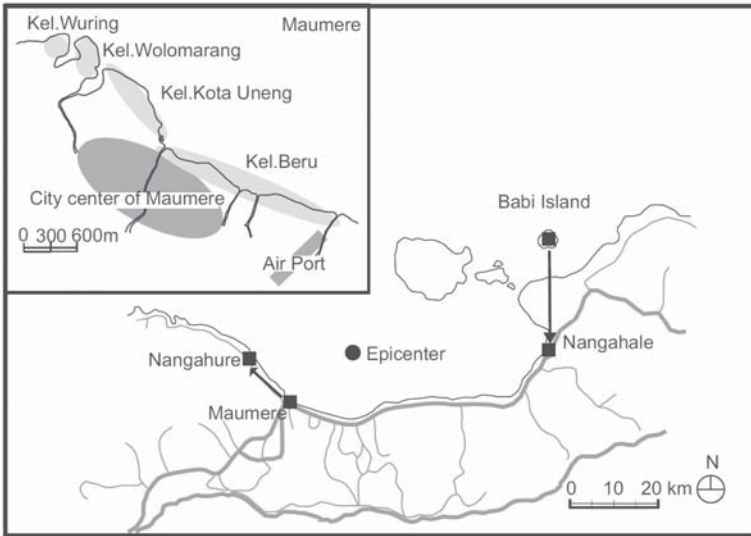 Maumere
Kel.Wuring
Kel.Wolomarang
Kel.Kota Uneng
Kel.Beru
City center of Maumere
0 300 600m
Air Port
Babi Island
Nangahure
Epicenter
Nangahale
Maumere
N
0 10 20 km